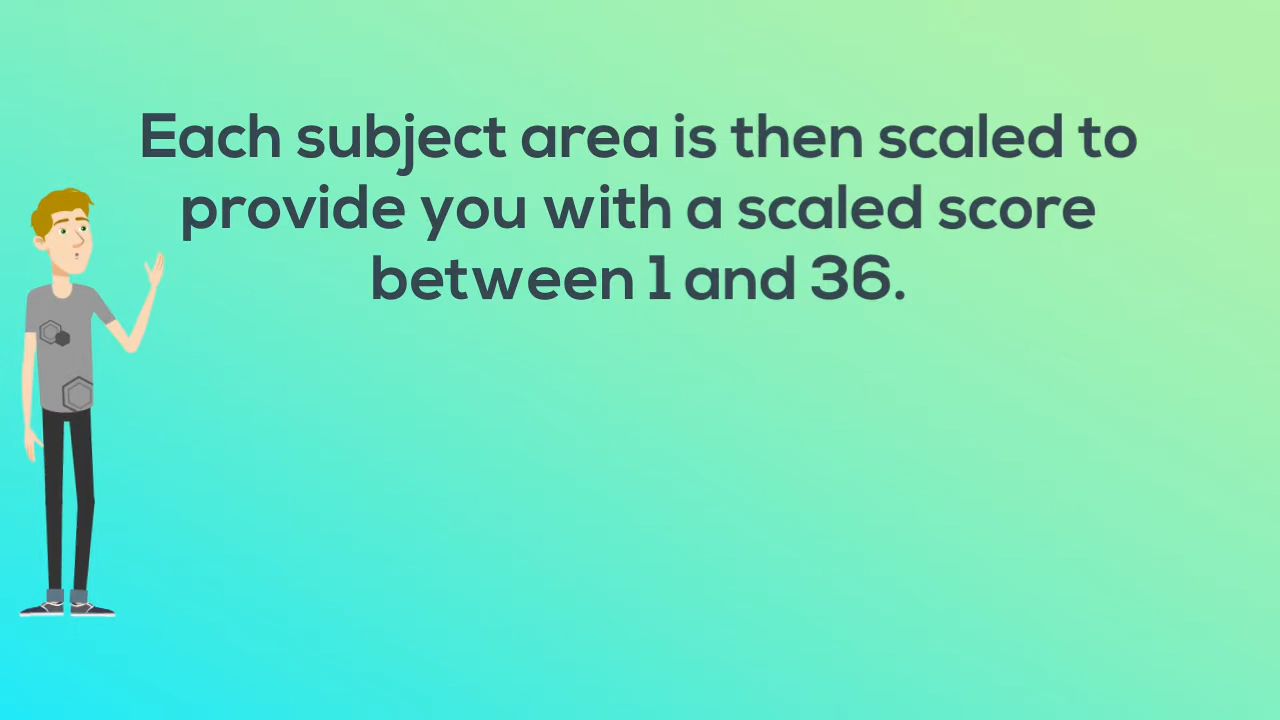 Each subject area is then scaled to
provide you with a scaled score
between 1 and 36.